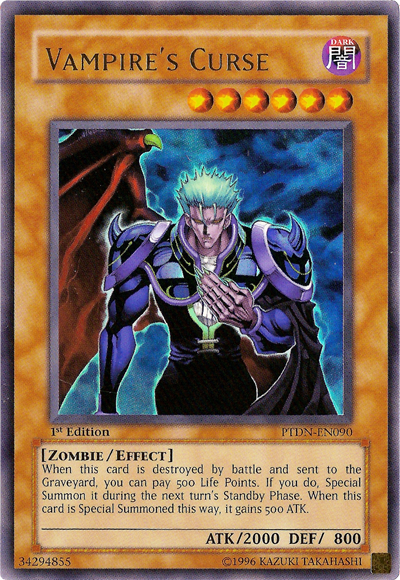 VAMPIRE'S CURSE
DARK
闇
1st Edition
PTDN-EN090
[ZOMBIE/EFFECT]
When this card is destroyed by battle and sent to the
Graveyard, you can pay 500 Life Points. If you do, Special
Summon it during the next turn's Standby Phase. When this
card is Special Summoned this way, it gains 500 ATK.
ATK/2000 DEF/ 800
34294855
©1996 KAZUKI TAKAHASHI